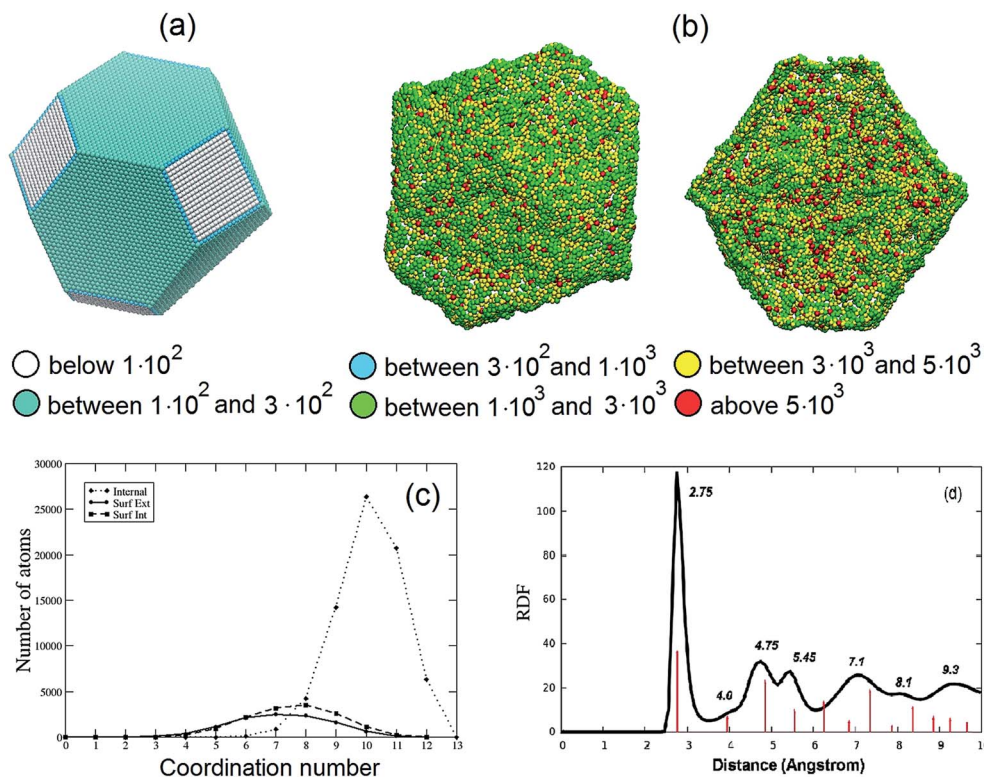 (a)
(b)
below 1·10²
between 3·10² and 1·10³
between 3·10³ and 5·10³
between 1·10² and 3·10²
between 1·10³ and 3·10³
above 5·10³
(c)
Internal
Surf Ext
Surf Int
Number of atoms
30000
25000
20000
15000
10000
5000
0
0 1 2 3 4 5 6 7 8 9 10 11 12 13
Coordination number
(d)
RDF
120
100
80
60
40
20
0
2.75
4.0
4.75
5.45
7.1
8.1
9.3
0 1 2 3 4 5 6 7 8 9 10
Distance (Angstrom)